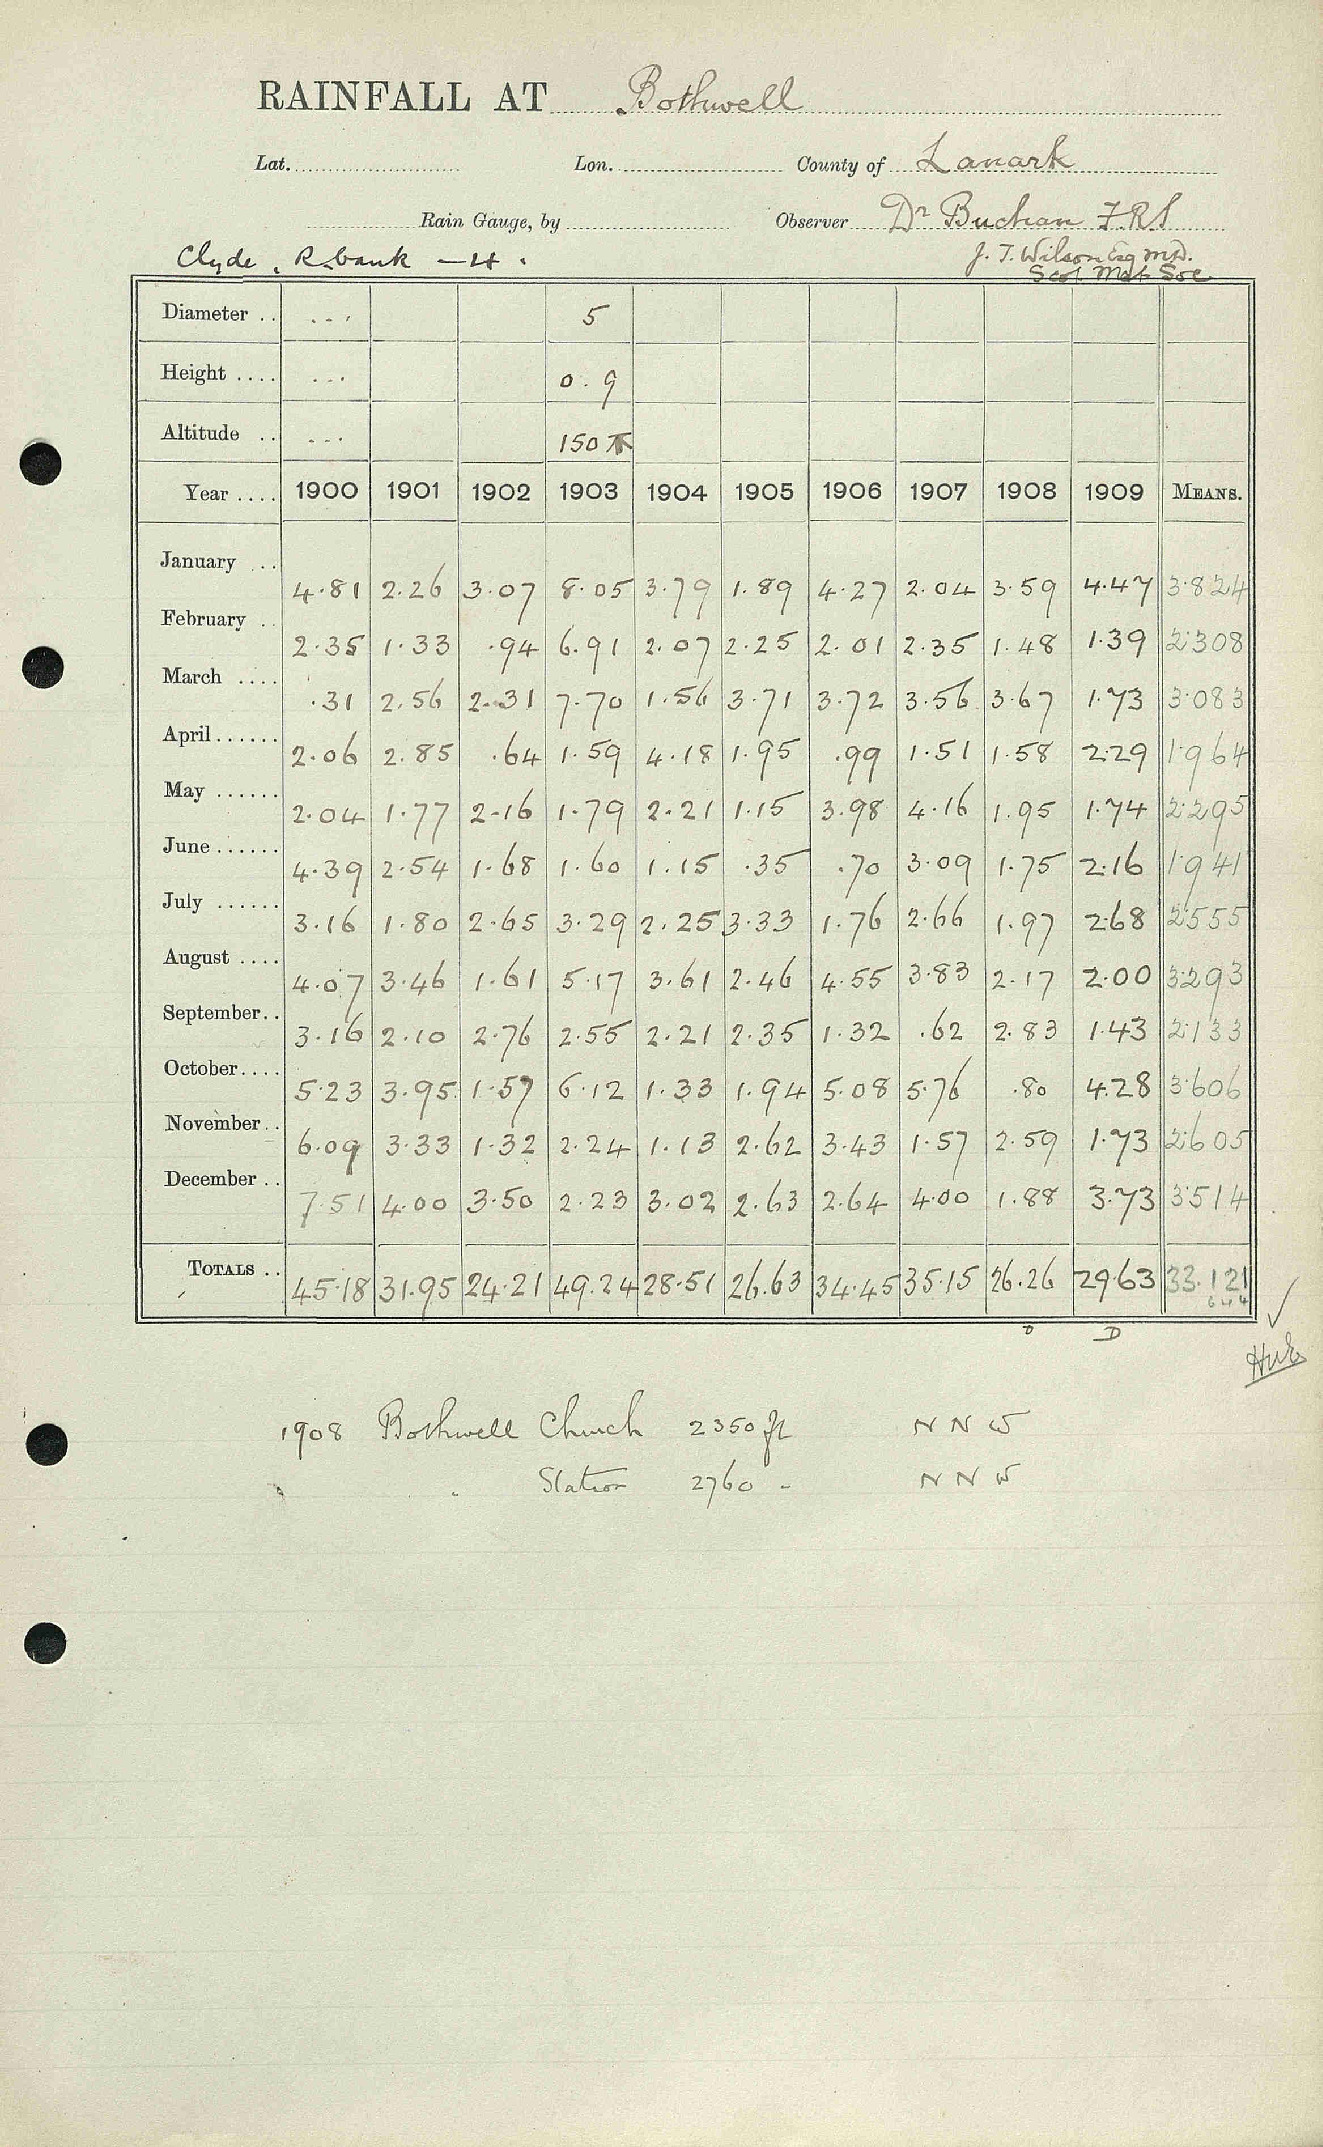 RAINFALL AT Bothwell
Lat. Lon. County of Lanark
Rain Gauge, by Observer Dr Buchan F.R.S
Clyde, R. bank — 4. J. T. Wilson Esq M.D.
Scot Met Soc
Diameter .. ... 5
Height .... ... 0.9
Altitude .. ... 150
Year .... 1900 1901 1902 1903 1904 1905 1906 1907 1908 1909 MEANS.
January ... 4.81 2.26 3.07 8.05 3.79 1.89 4.27 2.04 3.59 4.47 3.824
February .. 2.35 1.33 .94 6.91 2.07 2.25 2.01 2.35 1.48 1.39 2.308
March .... .31 2.56 2.31 7.70 1.56 3.71 3.72 3.56 3.67 1.73 3.083
April...... 2.06 2.85 .64 1.59 4.18 1.95 .99 1.51 1.58 2.29 1.964
May ...... 2.04 1.77 2.16 1.79 2.21 1.15 3.98 4.16 1.95 1.74 2.295
June ...... 4.39 2.54 1.68 1.60 1.15 .35 .70 3.09 1.75 2.16 1.941
July ...... 3.16 1.80 2.65 3.29 2.25 3.33 1.76 2.66 1.97 2.68 2.555
August .... 4.07 3.46 1.61 5.17 3.61 2.46 4.55 3.83 2.17 2.00 3.293
September.. 3.16 2.10 2.76 2.55 2.21 2.35 1.32 .62 2.83 1.43 2.133
October.... 5.23 3.95 1.57 6.12 1.33 1.94 5.08 5.76 .80 4.28 3.606
November.. 6.09 3.33 1.32 2.24 1.13 2.62 3.43 1.57 2.59 1.73 2.605
December .. 7.51 4.00 3.50 2.23 3.02 2.63 2.64 4.00 1.88 3.73 3.514
TOTALS .. 45.18 31.95 24.21 49.24 28.51 26.63 34.45 35.15 26.26 29.63 33.121
D
1908 Bothwell Church 2350 ft N N W
" Station 2760 " N N W